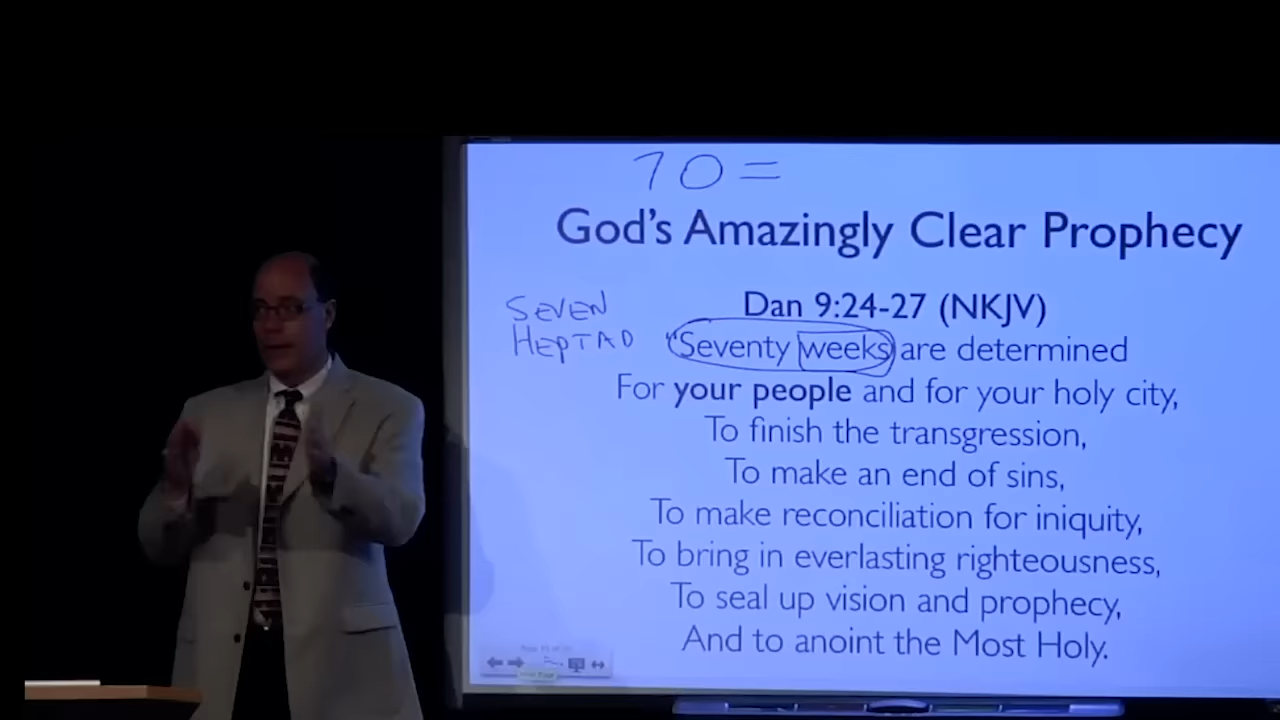 70 =
God's Amazingly Clear Prophecy
SEVEN
HEPTAD
Dan 9:24-27 (NKJV)
"Seventy weeks are determined
For your people and for your holy city,
To finish the transgression,
To make an end of sins,
To make reconciliation for iniquity,
To bring in everlasting righteousness,
To seal up vision and prophecy,
And to anoint the Most Holy.